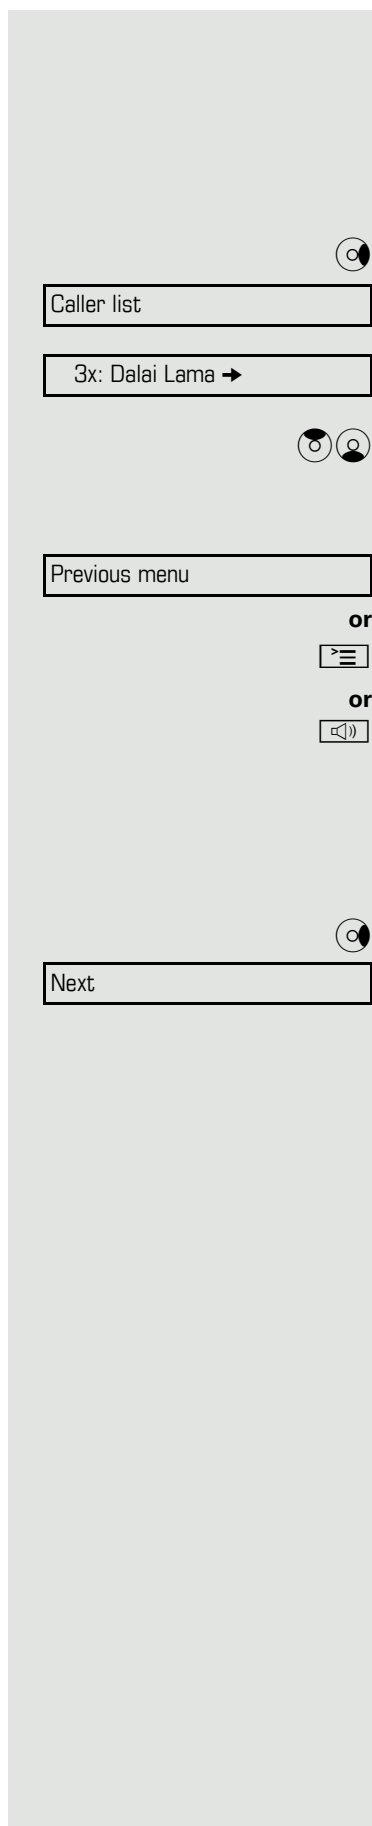 Caller list
3x: Dalai Lama →
Previous menu
or
or
Next